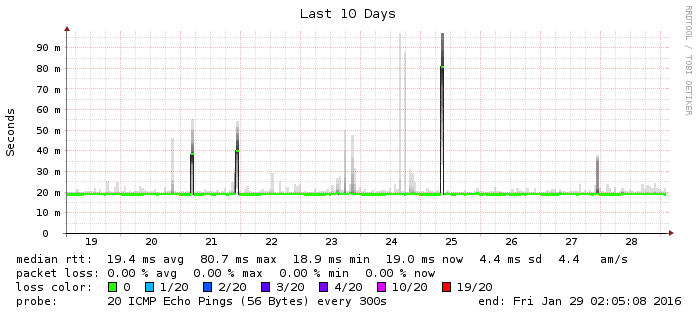 Last 10 Days
RRDTOOL / TOBI OETIKER
Seconds
90 m
80 m
70 m
60 m
50 m
40 m
30 m
20 m
10 m
0
19 20 21 22 23 24 25 26 27 28
median rtt: 19.4 ms avg 80.7 ms max 18.9 ms min 19.0 ms now 4.4 ms sd 4.4 am/s
packet loss: 0.00 % avg 0.00 % max 0.00 % min 0.00 % now
loss color: 0 1/20 2/20 3/20 4/20 10/20 19/20
probe: 20 ICMP Echo Pings (56 Bytes) every 300s end: Fri Jan 29 02:05:08 2016